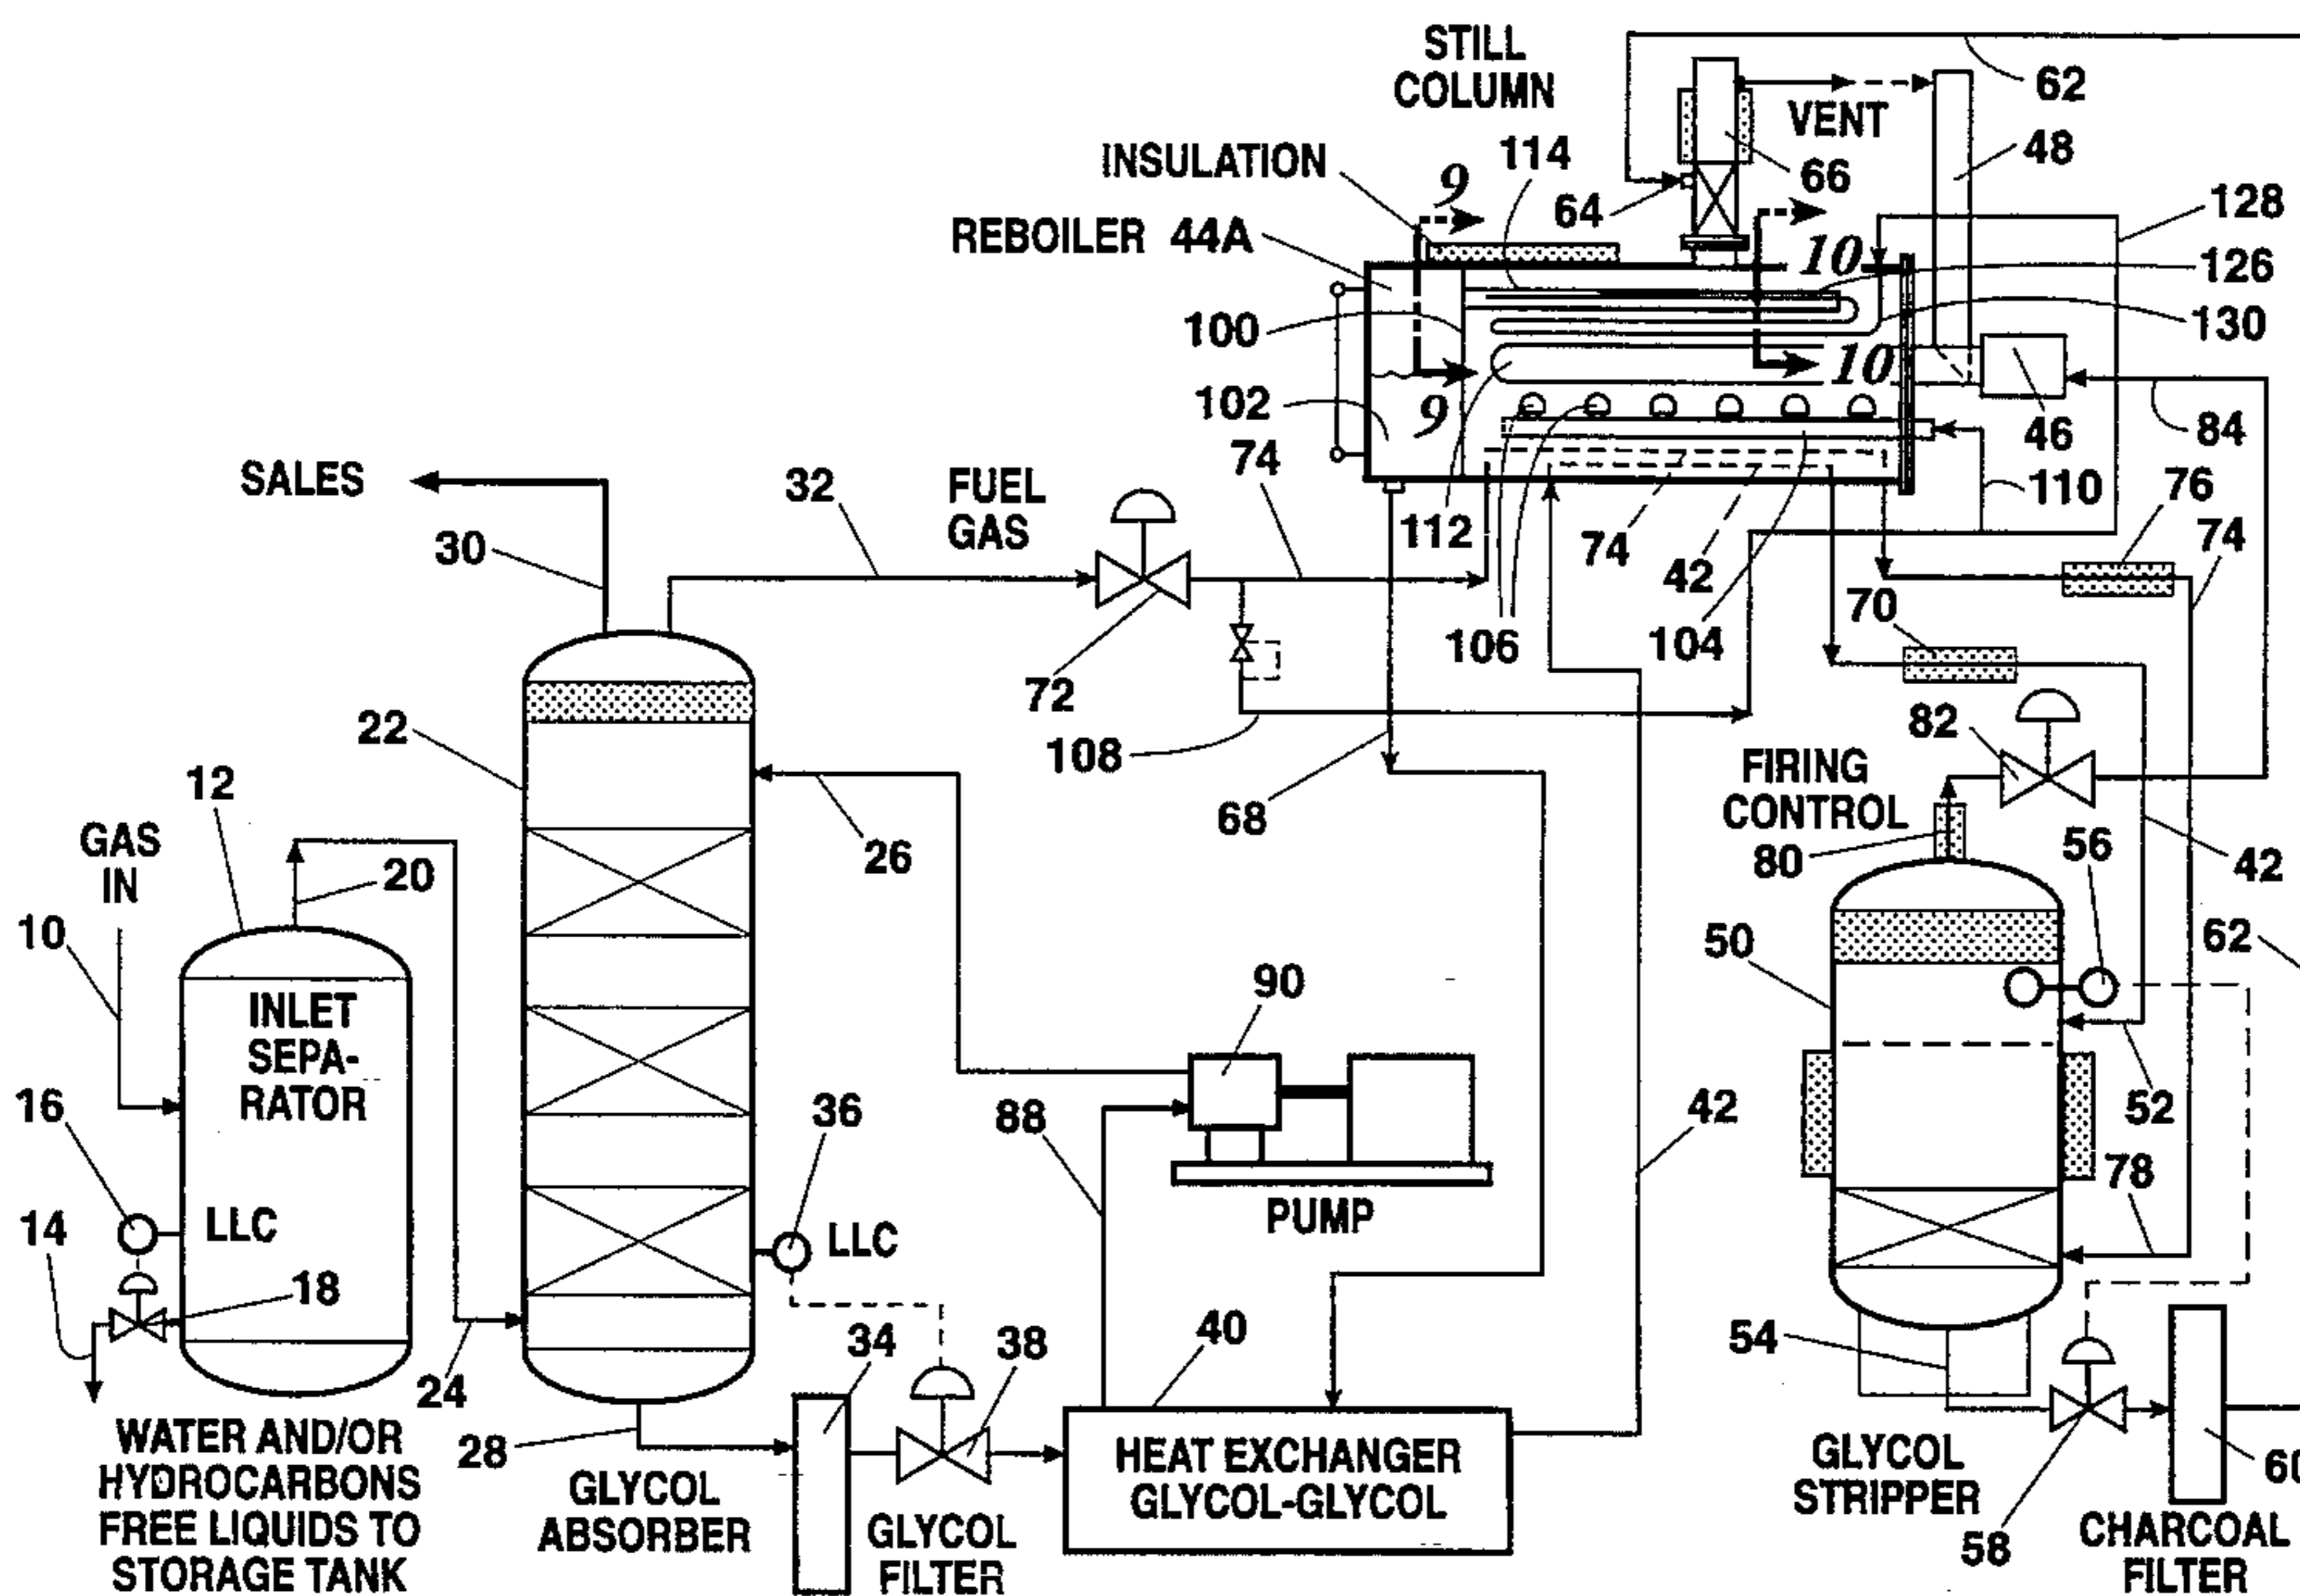 STILL
COLUMN
62
VENT
48
INSULATION
114
9
64
66
128
REBOILER 44A
10
126
100
130
10
102
9
46
84
SALES
32
FUEL
GAS
74
110
76
30
112
74
42
74
106
104
70
72
22
108
82
12
FIRING
CONTROL
GAS
IN
20
26
68
80
56
42
10
50
62
INLET
SEPA-
RATOR
90
16
36
88
42
52
78
14
LLC
18
LLC
PUMP
24
34
38
40
54
28
HEAT EXCHANGER
GLYCOL-GLYCOL
WATER AND/OR
HYDROCARBONS
FREE LIQUIDS TO
STORAGE TANK
GLYCOL
ABSORBER
GLYCOL
FILTER
GLYCOL
STRIPPER
58
60
CHARCOAL
FILTER